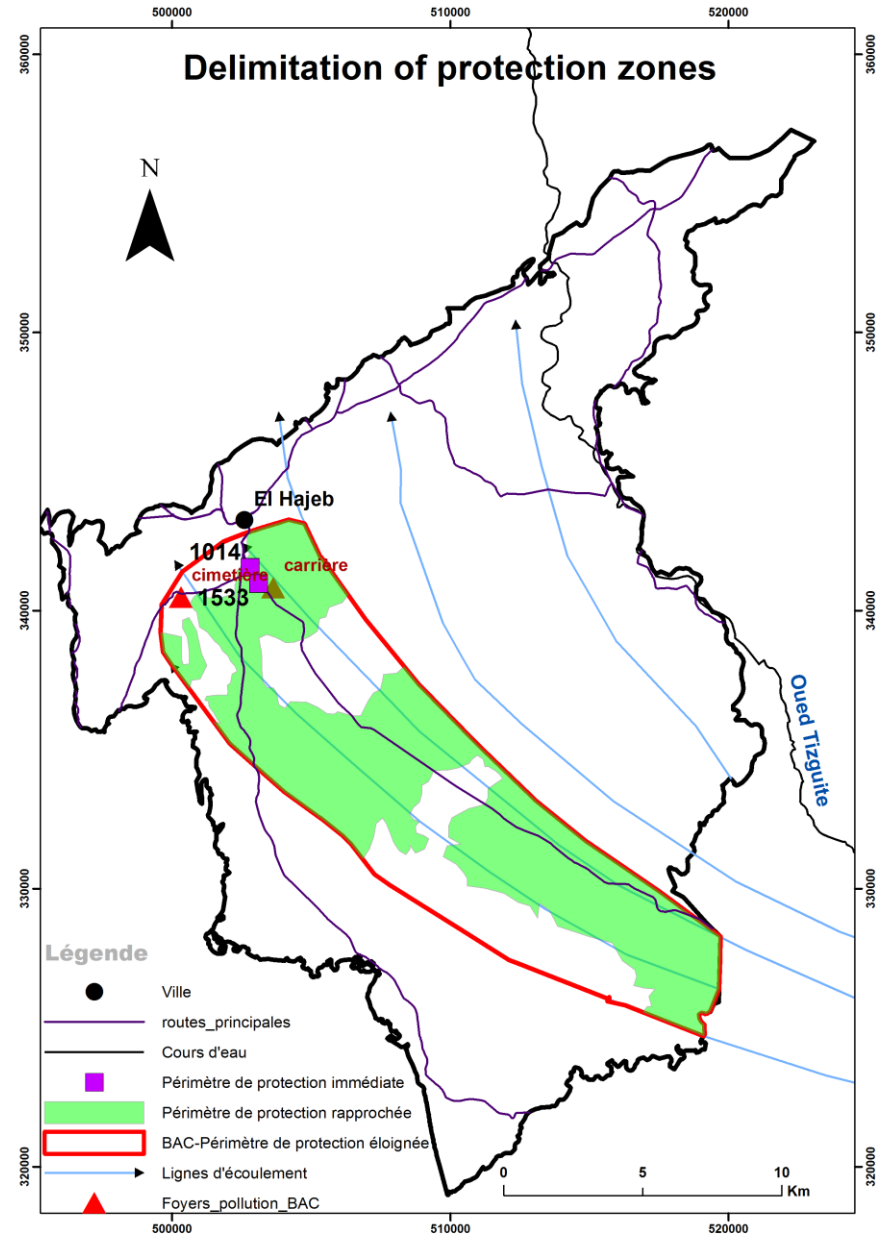 500000 510000 520000
Delimitation of protection zones
360000 360000
N
350000 350000
El Hajeb
1014
carrière
cimetière
1533
340000 340000
Oued Tizguite
330000 330000
Légende
Ville
routes_principales
Cours d'eau
Périmètre de protection immédiate
Périmètre de protection rapprochée
BAC-Périmètre de protection éloignée
Lignes d'écoulement
Foyers_pollution_BAC
320000 320000
0 5 10
Km
500000 510000 520000